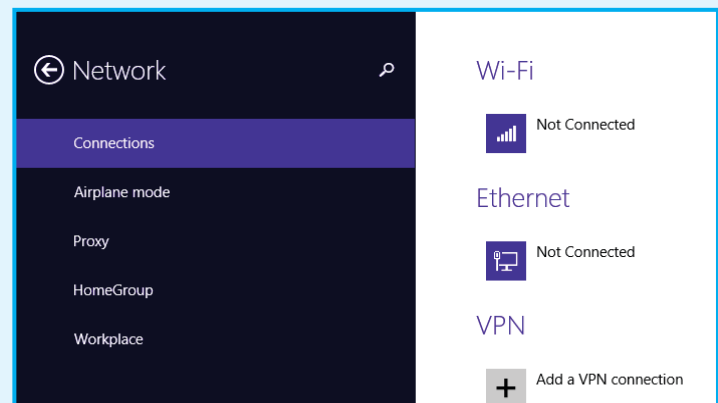 Network
Connections
Airplane mode
Proxy
HomeGroup
Workplace
Wi-Fi
Not Connected
Ethernet
Not Connected
VPN
Add a VPN connection